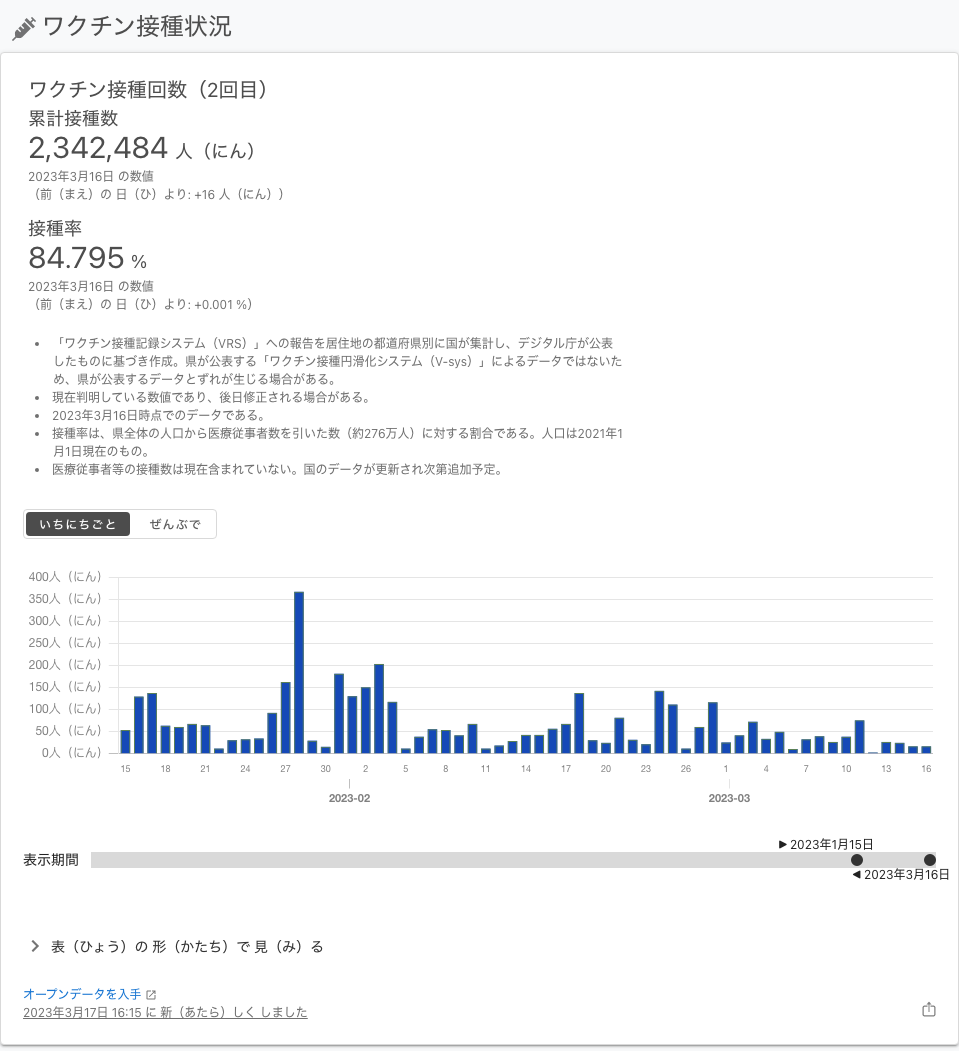 ワクチン接種状況
ワクチン接種回数（2回目）
累計接種数
2,342,484 人（にん）
2023年3月16日 の数値
（前（まえ）の 日（ひ）より: +16 人（にん））
接種率
84.795 %
2023年3月16日 の数値
（前（まえ）の 日（ひ）より: +0.001 %）
• 「ワクチン接種記録システム（VRS）」への報告を居住地の都道府県別に国が集計し、デジタル庁が公表
したものに基づき作成。県が公表する「ワクチン接種円滑化システム（V-sys）」によるデータではないた
め、県が公表するデータとずれが生じる場合がある。
• 現在判明している数値であり、後日修正される場合がある。
• 2023年3月16日時点でのデータである。
• 接種率は、県全体の人口から医療従事者数を引いた数（約276万人）に対する割合である。人口は2021年1
月1日現在のもの。
• 医療従事者等の接種数は現在含まれていない。国のデータが更新され次第追加予定。
いちにちごと ぜんぶで
400人（にん）
350人（にん）
300人（にん）
250人（にん）
200人（にん）
150人（にん）
100人（にん）
50人（にん）
0人（にん）
15 18 21 24 27 30 2 5 8 11 14 17 20 23 26 1 4 7 10 13 16
2023-02 2023-03
▶ 2023年1月15日
表示期間
◀ 2023年3月16日
表（ひょう）の 形（かたち）で 見（み）る
オープンデータを入手
2023年3月17日 16:15 に 新（あたら）しく しました